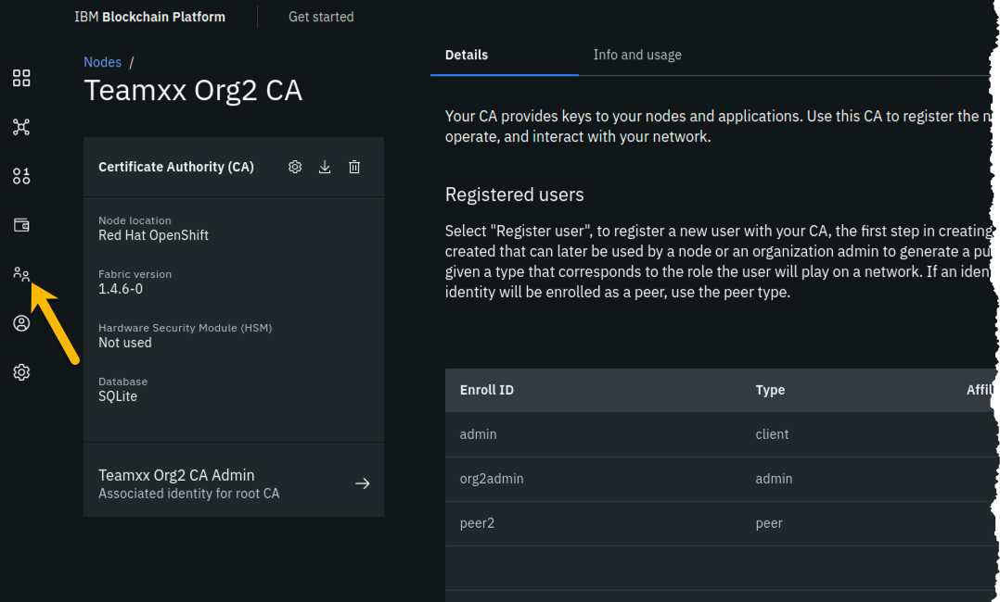 IBM Blockchain Platform
Get started
Nodes /
Teamxx Org2 CA
Certificate Authority (CA)
Node location
Red Hat OpenShift
Fabric version
1.4.6-0
Hardware Security Module (HSM)
Not used
Database
SQLite
Teamxx Org2 CA Admin
Associated identity for root CA
Details
Info and usage
Your CA provides keys to your nodes and applications. Use this CA to register the
operate, and interact with your network.
Registered users
Select "Register user", to register a new user with your CA, the first step in creating
created that can later be used by a node or an organization admin to generate a
given a type that corresponds to the role the user will play on a network. If an
identity will be enrolled as a peer, use the peer type.
Enroll ID Type
admin client
org2admin admin
peer2 peer